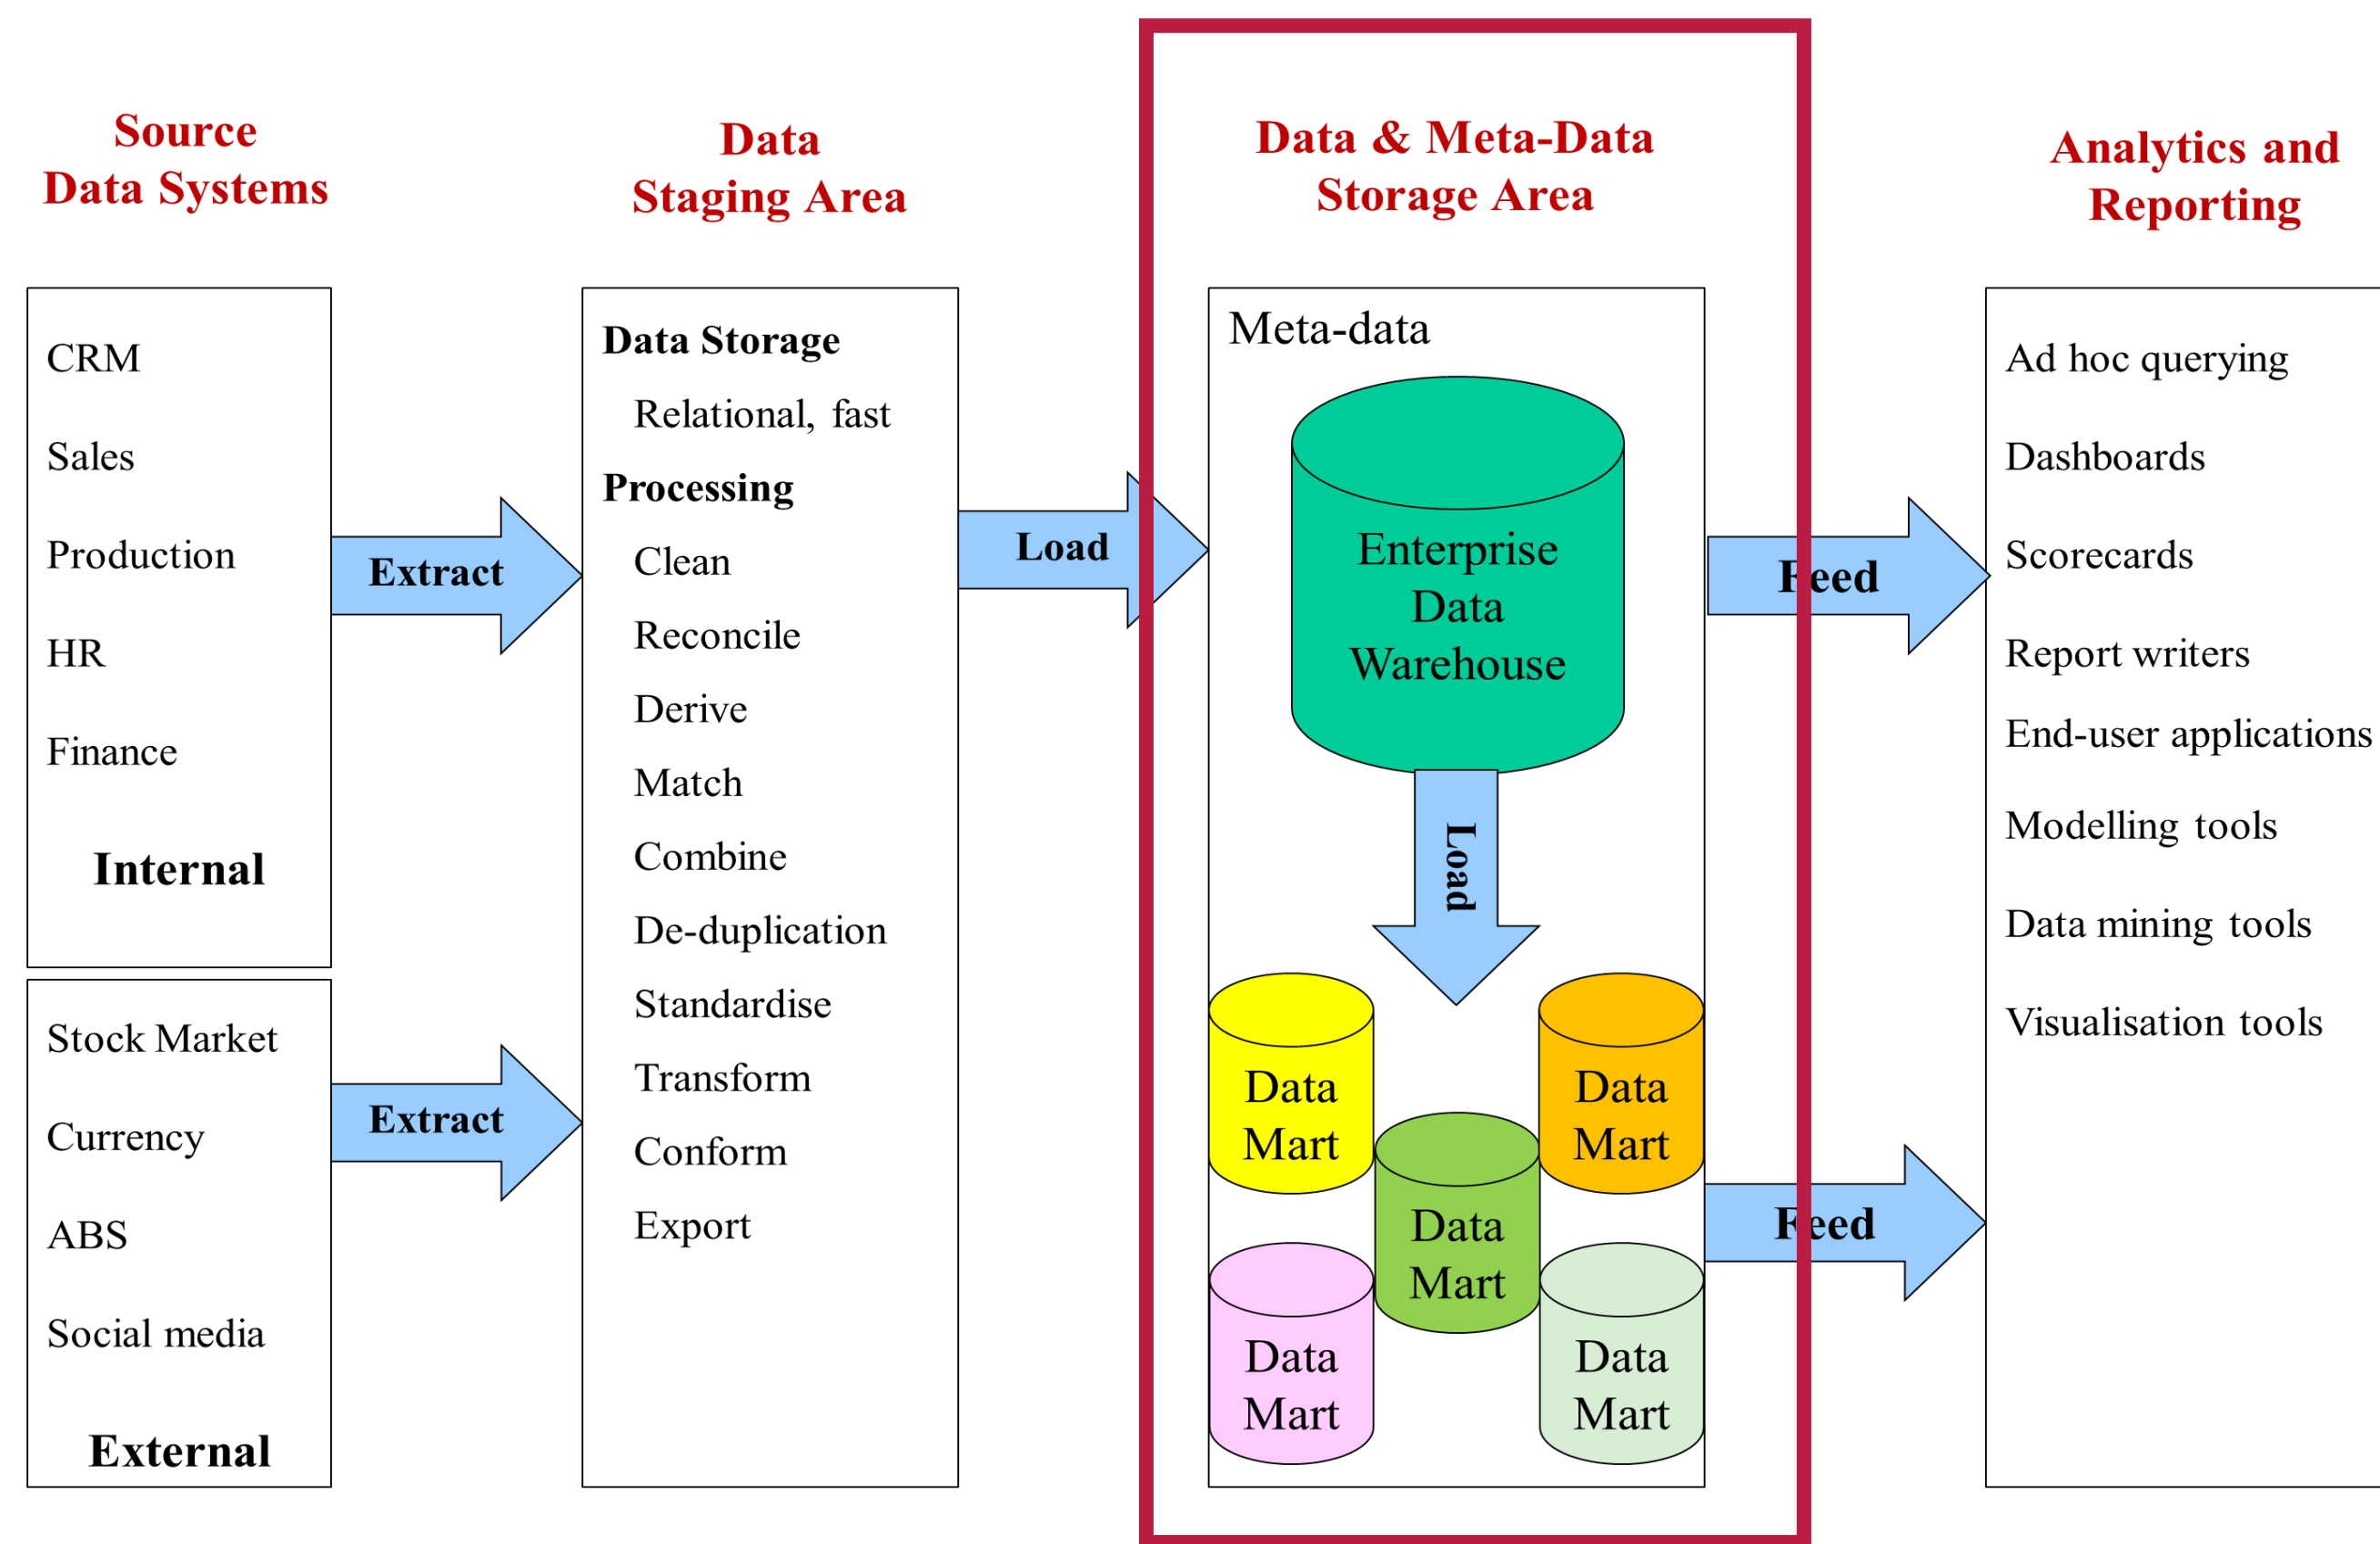 Source
Data Systems
CRM
Sales
Production
HR
Finance
Internal
Stock Market
Currency
ABS
Social media
External
Extract
Extract
Data
Staging Area
Data Storage
Relational, fast
Processing
Clean
Reconcile
Derive
Match
Combine
De-duplication
Standardise
Transform
Conform
Export
Load
Data & Meta-Data
Storage Area
Meta-data
Enterprise
Data
Warehouse
Load
Data
Mart
Data
Mart
Data
Mart
Data
Mart
Data
Mart
Feed
Feed
Analytics and
Reporting
Ad hoc querying
Dashboards
Scorecards
Report writers
End-user applications
Modelling tools
Data mining tools
Visualisation tools